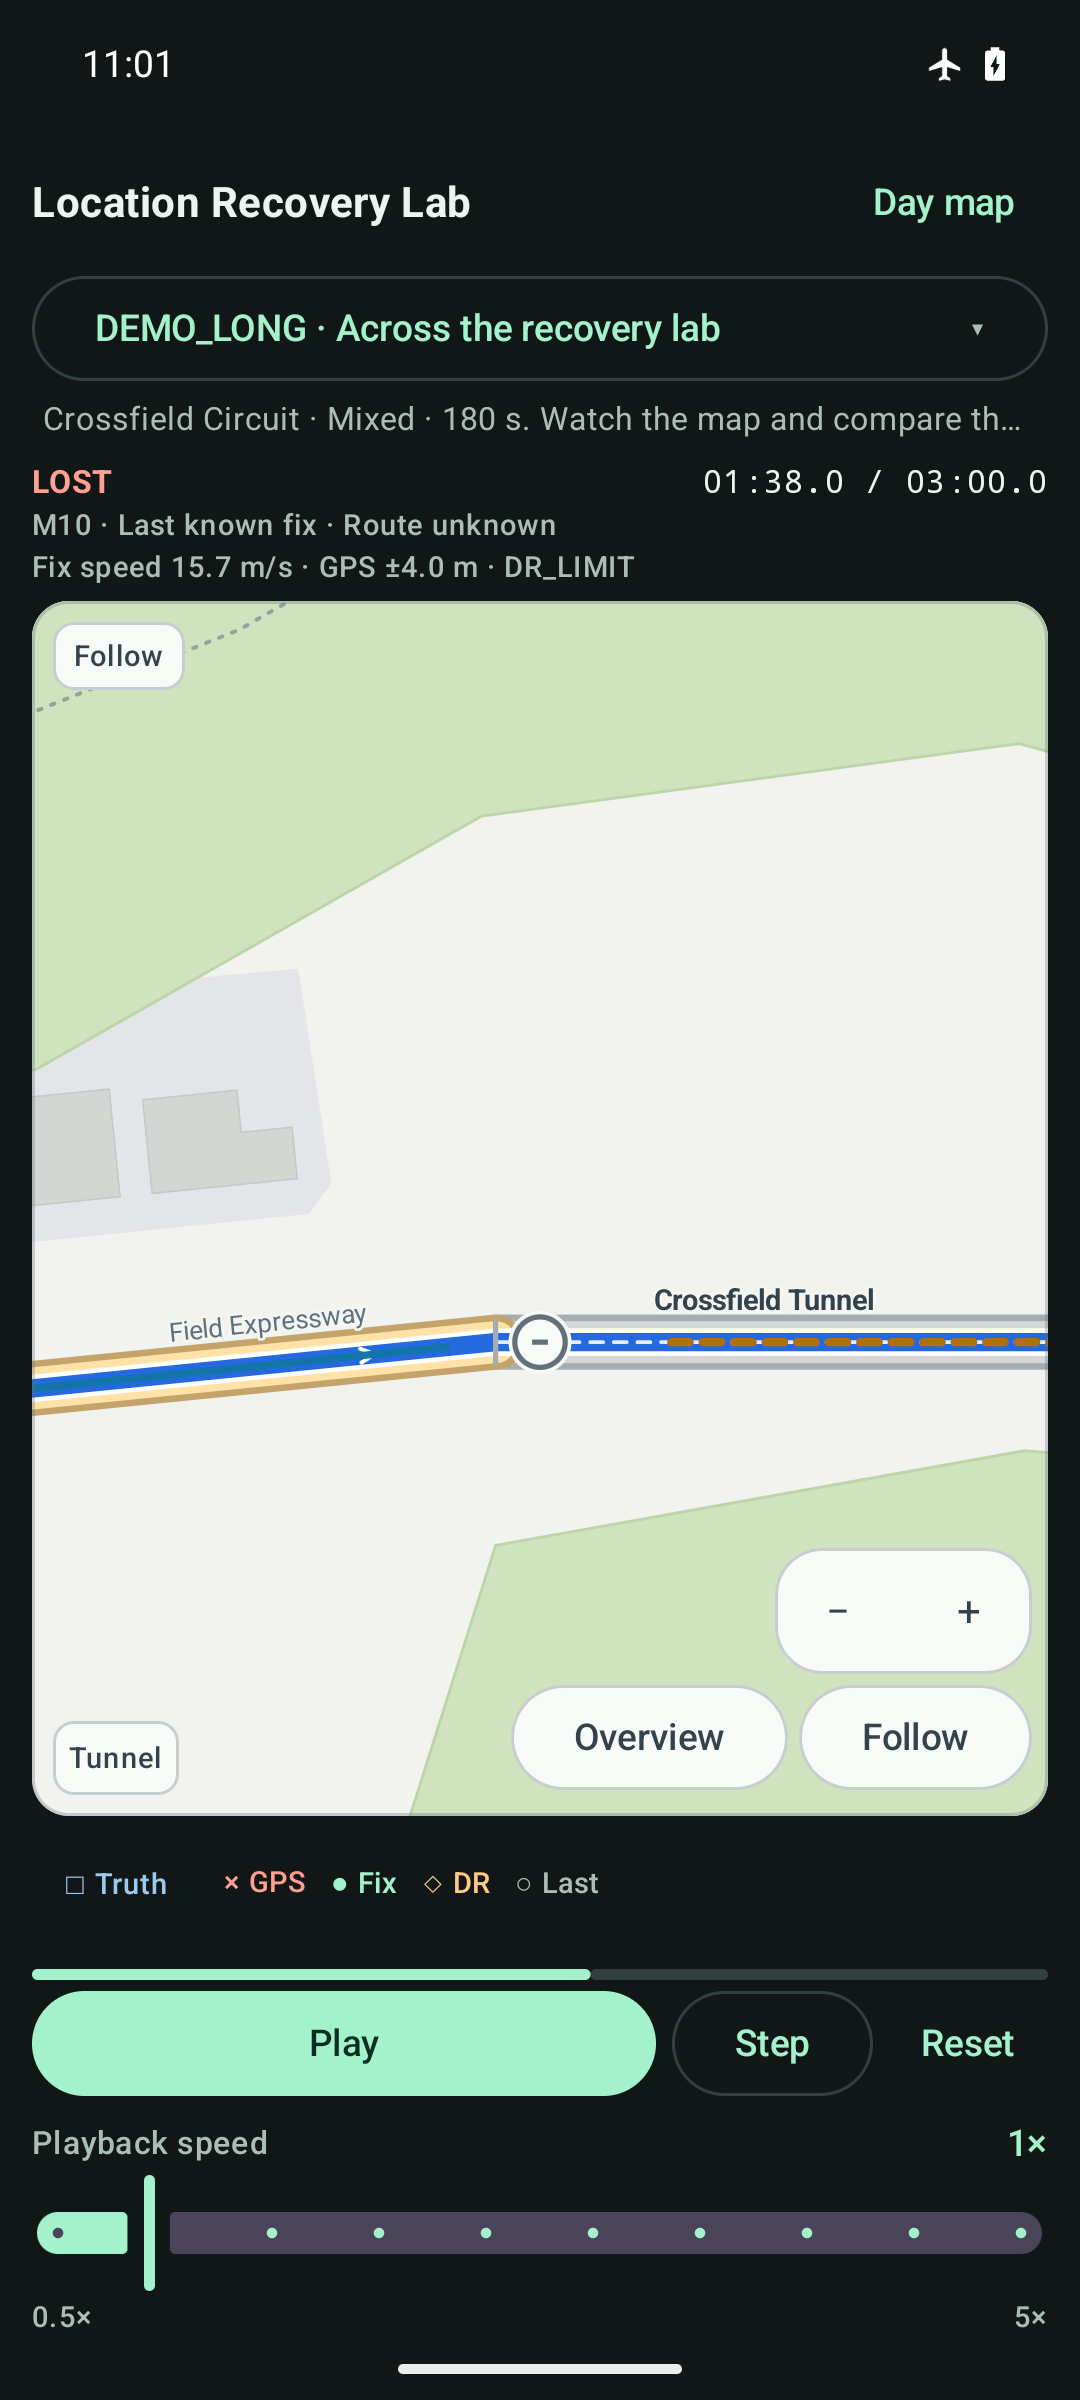 11:01
Location Recovery Lab
Day map
DEMO_LONG · Across the recovery lab
Crossfield Circuit · Mixed · 180 s. Watch the map and compare th…
LOST
01:38.0 / 03:00.0
M10 · Last known fix · Route unknown
Fix speed 15.7 m/s · GPS ±4.0 m · DR_LIMIT
Follow
Crossfield Tunnel
Field Expressway
− +
Overview
Follow
Tunnel
□ Truth × GPS ● Fix ◇ DR ○ Last
Play
Step
Reset
Playback speed
1×
0.5×
5×